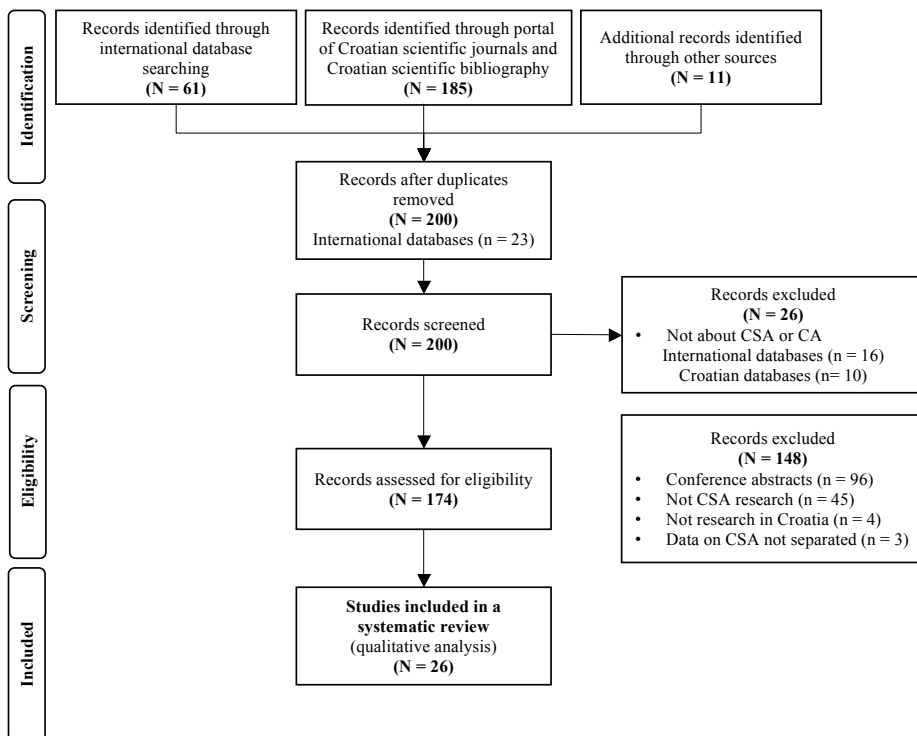 Identification
Records identified through
international database
searching
(N = 61)
Records identified through portal
of Croatian scientific journals and
Croatian scientific bibliography
(N = 185)
Additional records identified
through other sources
(N = 11)
Records after duplicates
removed
(N = 200)
International databases (n = 23)
Screening
Records screened
(N = 200)
Records excluded
(N = 26)
• Not about CSA or CA
International databases (n = 16)
Croatian databases (n= 10)
Eligibility
Records assessed for eligibility
(N = 174)
Records excluded
(N = 148)
• Conference abstracts (n = 96)
• Not CSA research (n = 45)
• Not research in Croatia (n = 4)
• Data on CSA not separated (n = 3)
Included
Studies included in a
systematic review
(qualitative analysis)
(N = 26)